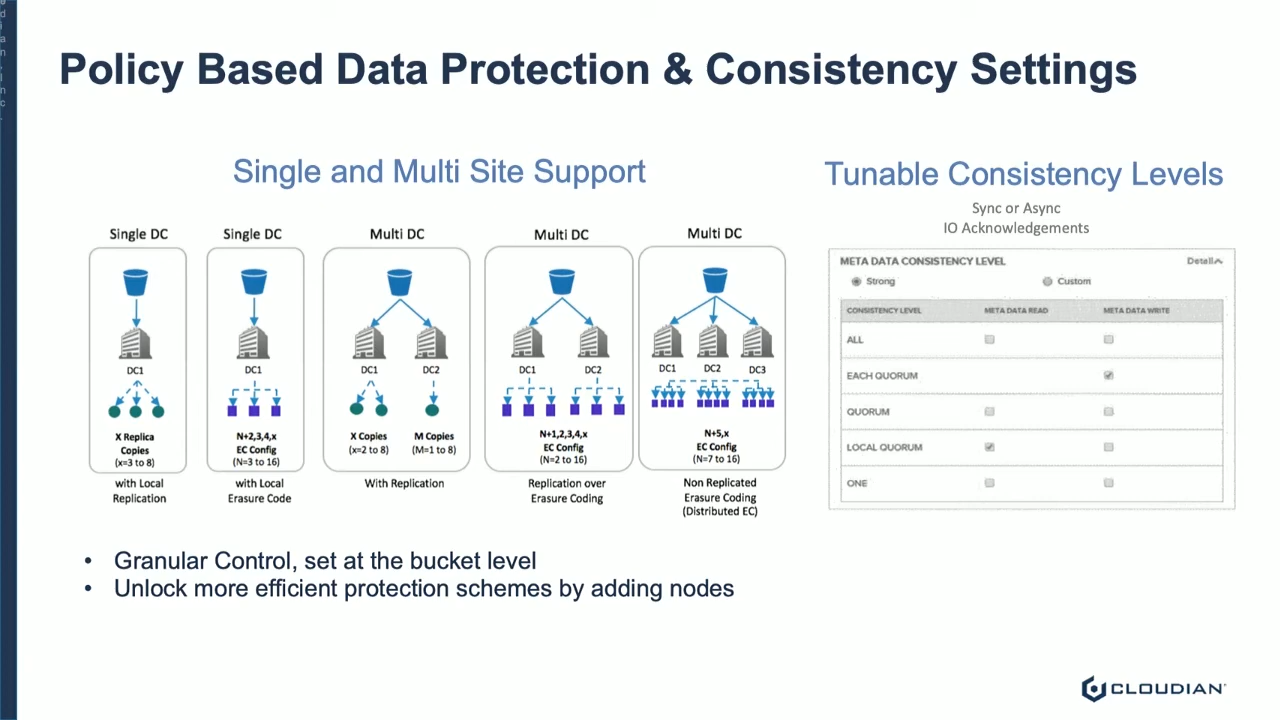 Policy Based Data Protection & Consistency Settings
Single and Multi Site Support
Single DC
DC1
X Replica
Copies
(x=3 to 8)
with Local
Replication
Single DC
DC1
N+2,3,4,x
EC Config
(N=3 to 16)
with Local
Erasure Code
Multi DC
DC1
DC2
X Copies
(x=2 to 8)
M Copies
(M=1 to 8)
With Replication
Multi DC
DC1
DC2
N+1,2,3,4,x
EC Config
(N=2 to 16)
Replication over
Erasure Coding
Multi DC
DC1
DC2
DC3
N+5,x
EC Config
(N=7 to 16)
Non Replicated
Erasure Coding
(Distributed EC)
Tunable Consistency Levels
Sync or Async
IO Acknowledgements
META DATA CONSISTENCY LEVEL
Detail
Strong
Custom
CONSISTENCY LEVEL
META DATA READ
META DATA WRITE
ALL
EACH QUORUM
QUORUM
LOCAL QUORUM
ONE
• Granular Control, set at the bucket level
• Unlock more efficient protection schemes by adding nodes
CLOUDIAN